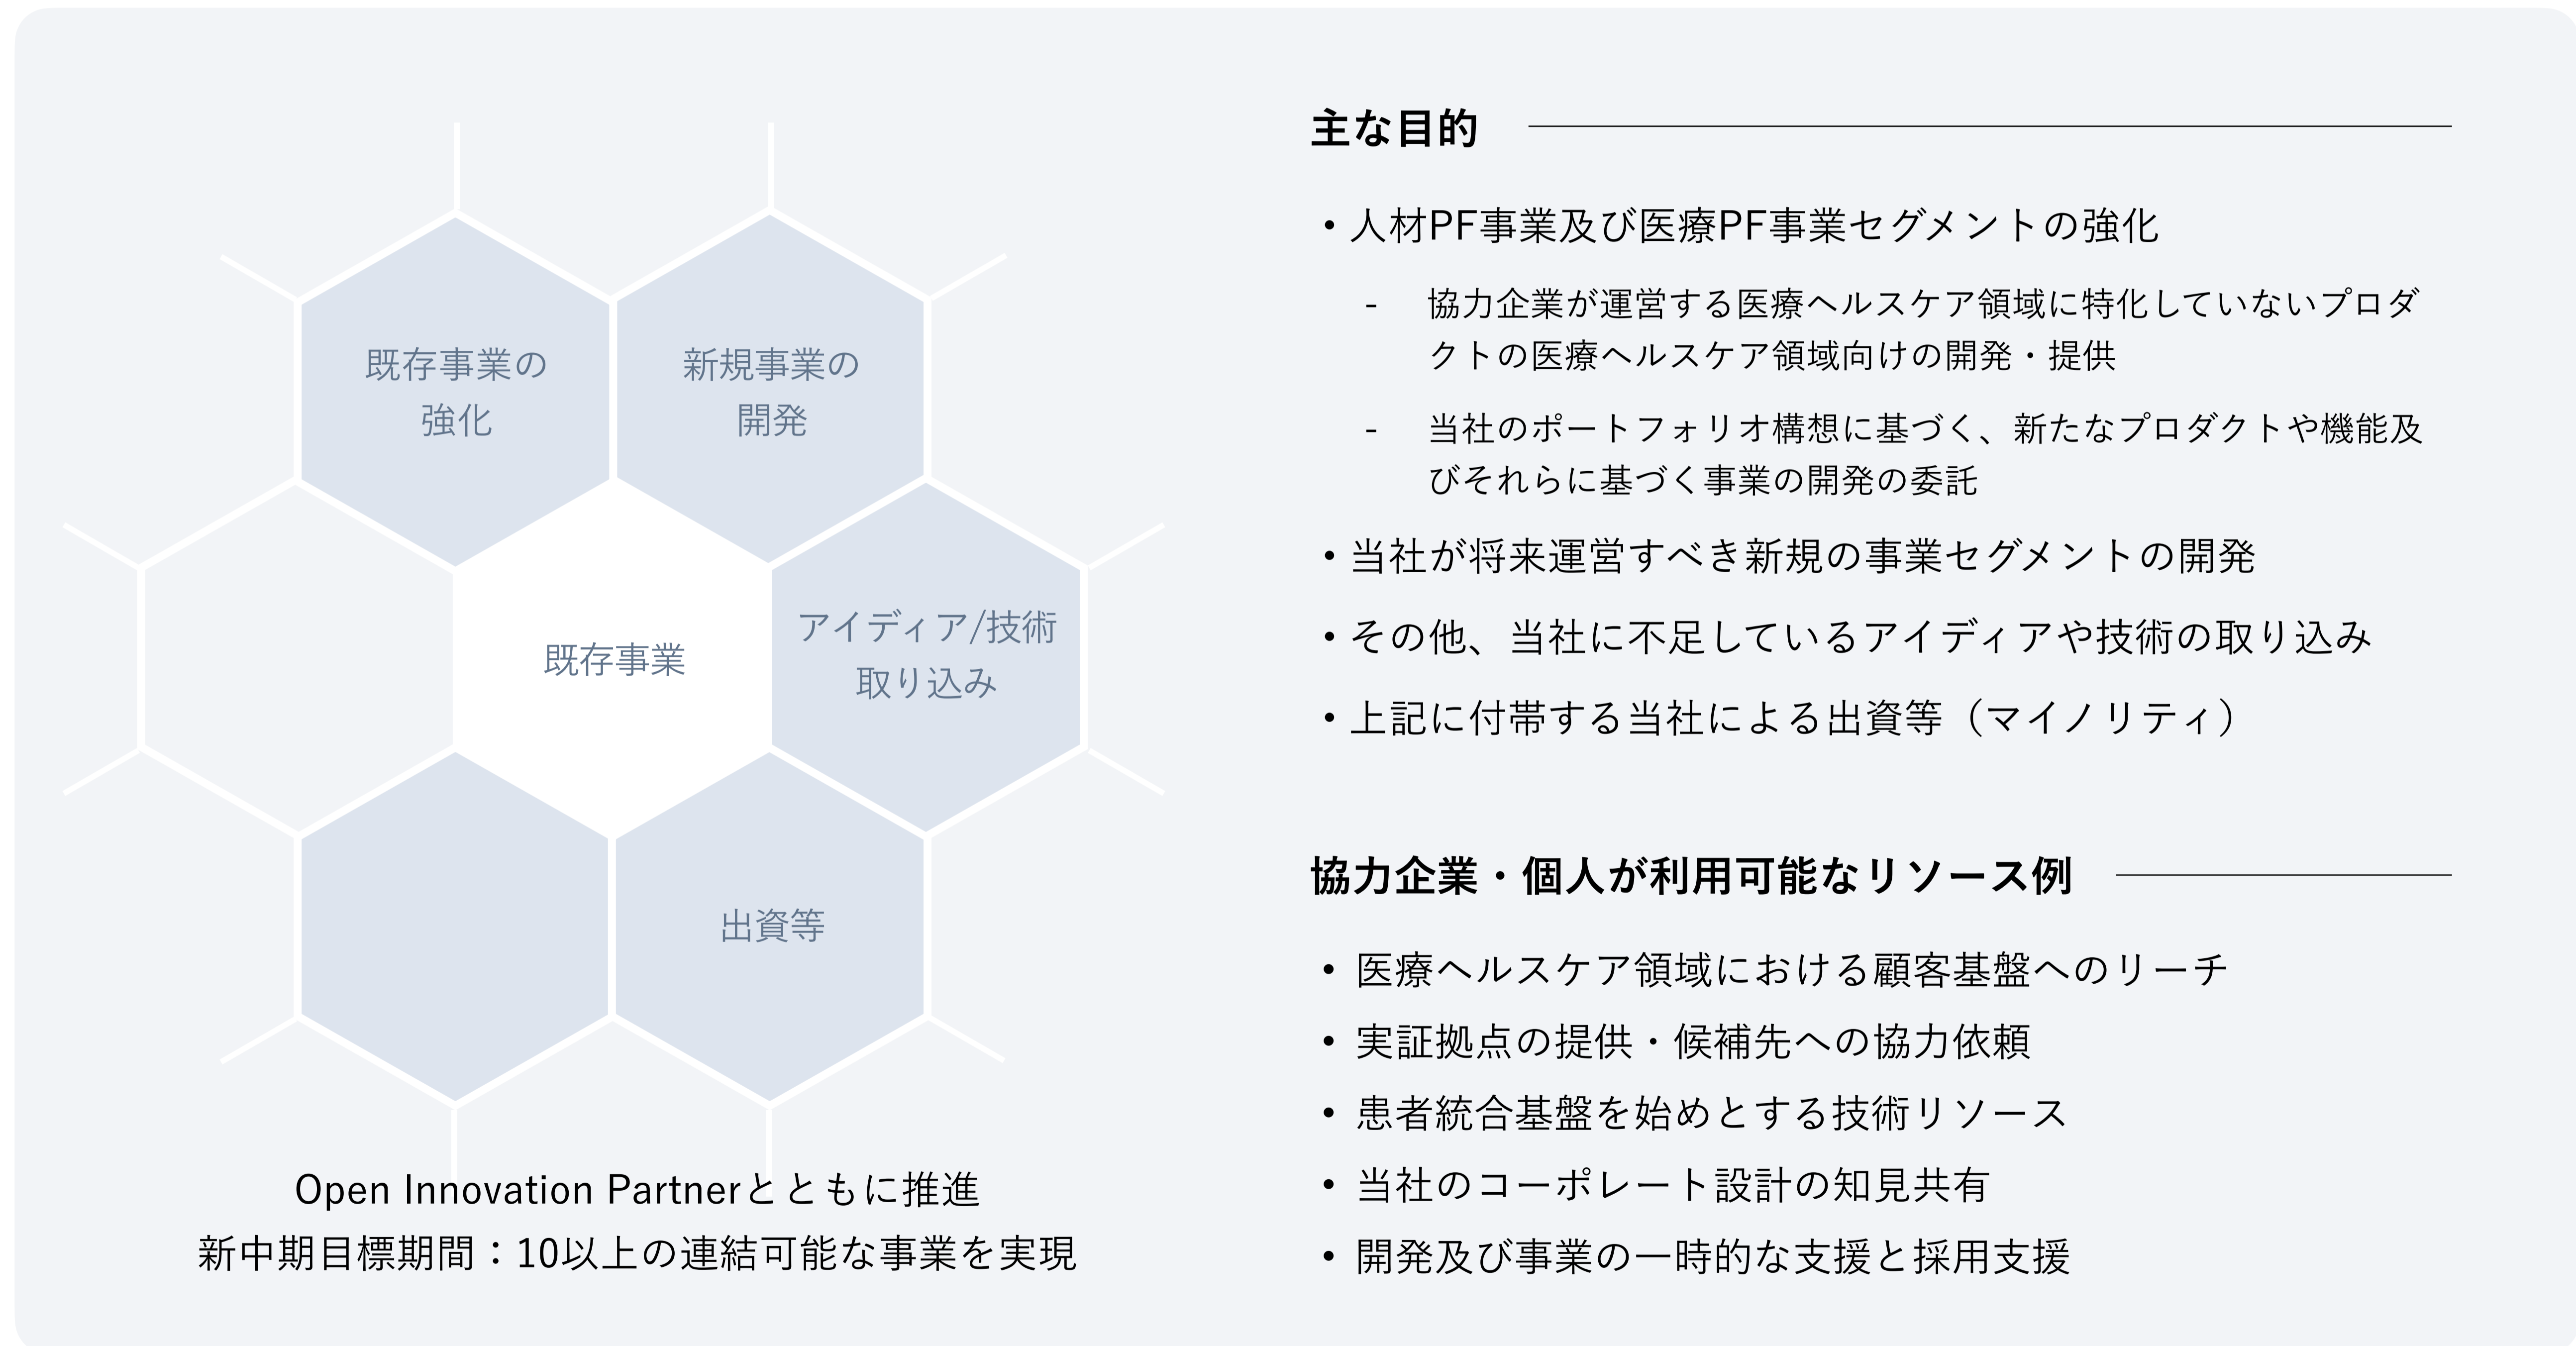 既存事業の
強化
新規事業の
開発
既存事業
アイディア/技術
取り込み
出資等
Open Innovation Partnerとともに推進
新中期目標期間：10以上の連結可能な事業を実現
主な目的
• 人材PF事業及び医療PF事業セグメントの強化
- 協力企業が運営する医療ヘルスケア領域に特化していないプロダ
クトの医療ヘルスケア領域向けの開発・提供
- 当社のポートフォリオ構想に基づく、新たなプロダクトや機能及
びそれらに基づく事業の開発の委託
• 当社が将来運営すべき新規の事業セグメントの開発
• その他、当社に不足しているアイディアや技術の取り込み
• 上記に付帯する当社による出資等（マイノリティ）
協力企業・個人が利用可能なリソース例
• 医療ヘルスケア領域における顧客基盤へのリーチ
• 実証拠点の提供・候補先への協力依頼
• 患者統合基盤を始めとする技術リソース
• 当社のコーポレート設計の知見共有
• 開発及び事業の一時的な支援と採用支援